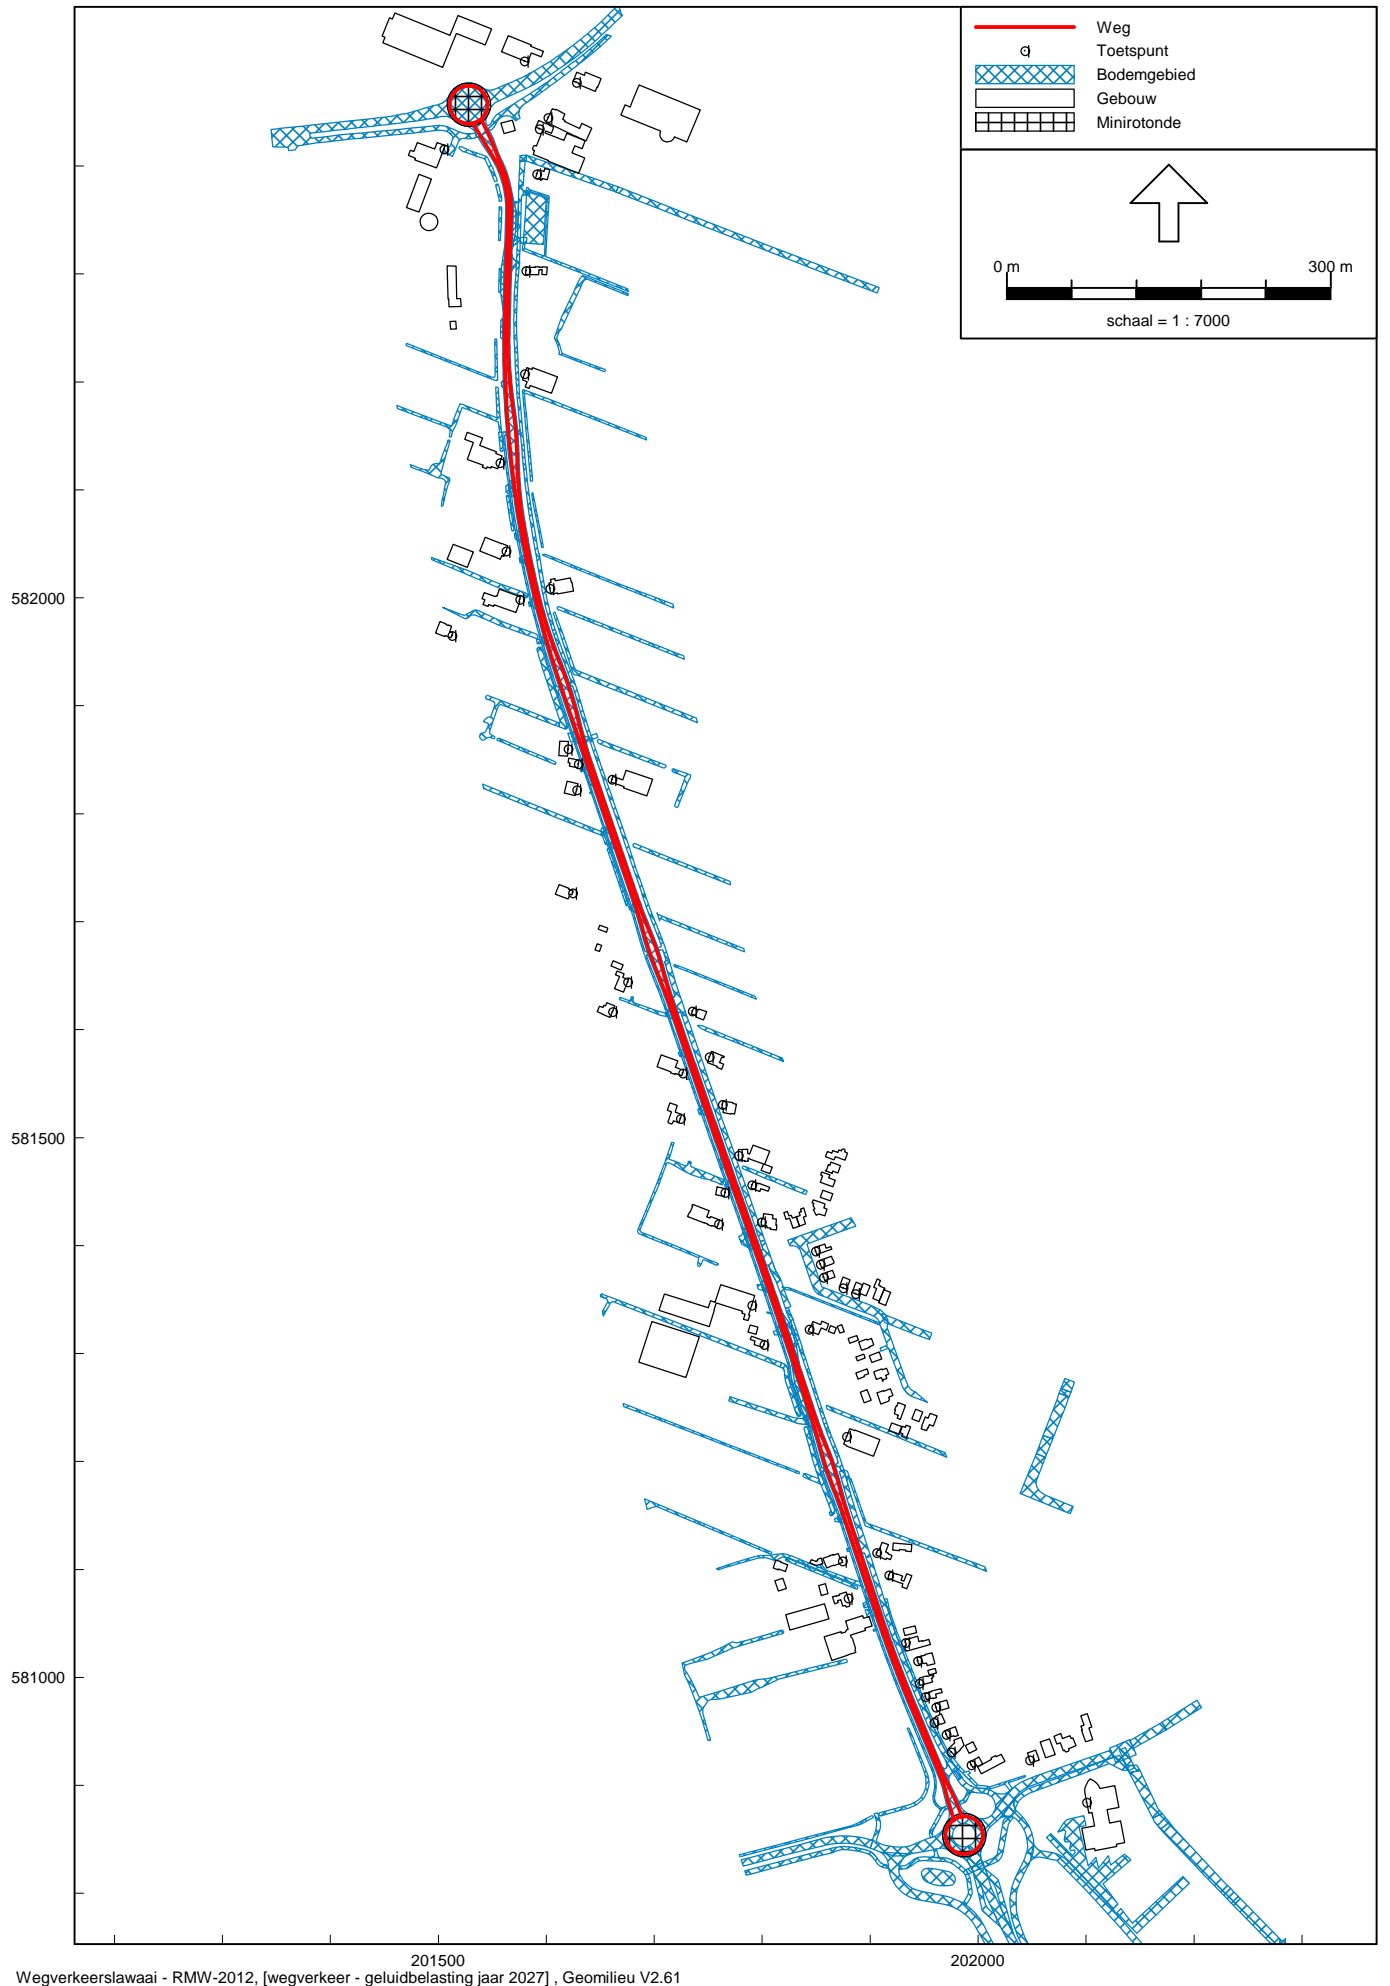 Weg
Toetspunt
Bodemgebied
Gebouw
Minirotonde
0 m 300 m
schaal = 1 : 7000
582000
581500
581000
201500 202000
Wegverkeerslawaai - RMW-2012, [wegverkeer - geluidbelasting jaar 2027] , Geomilieu V2.61